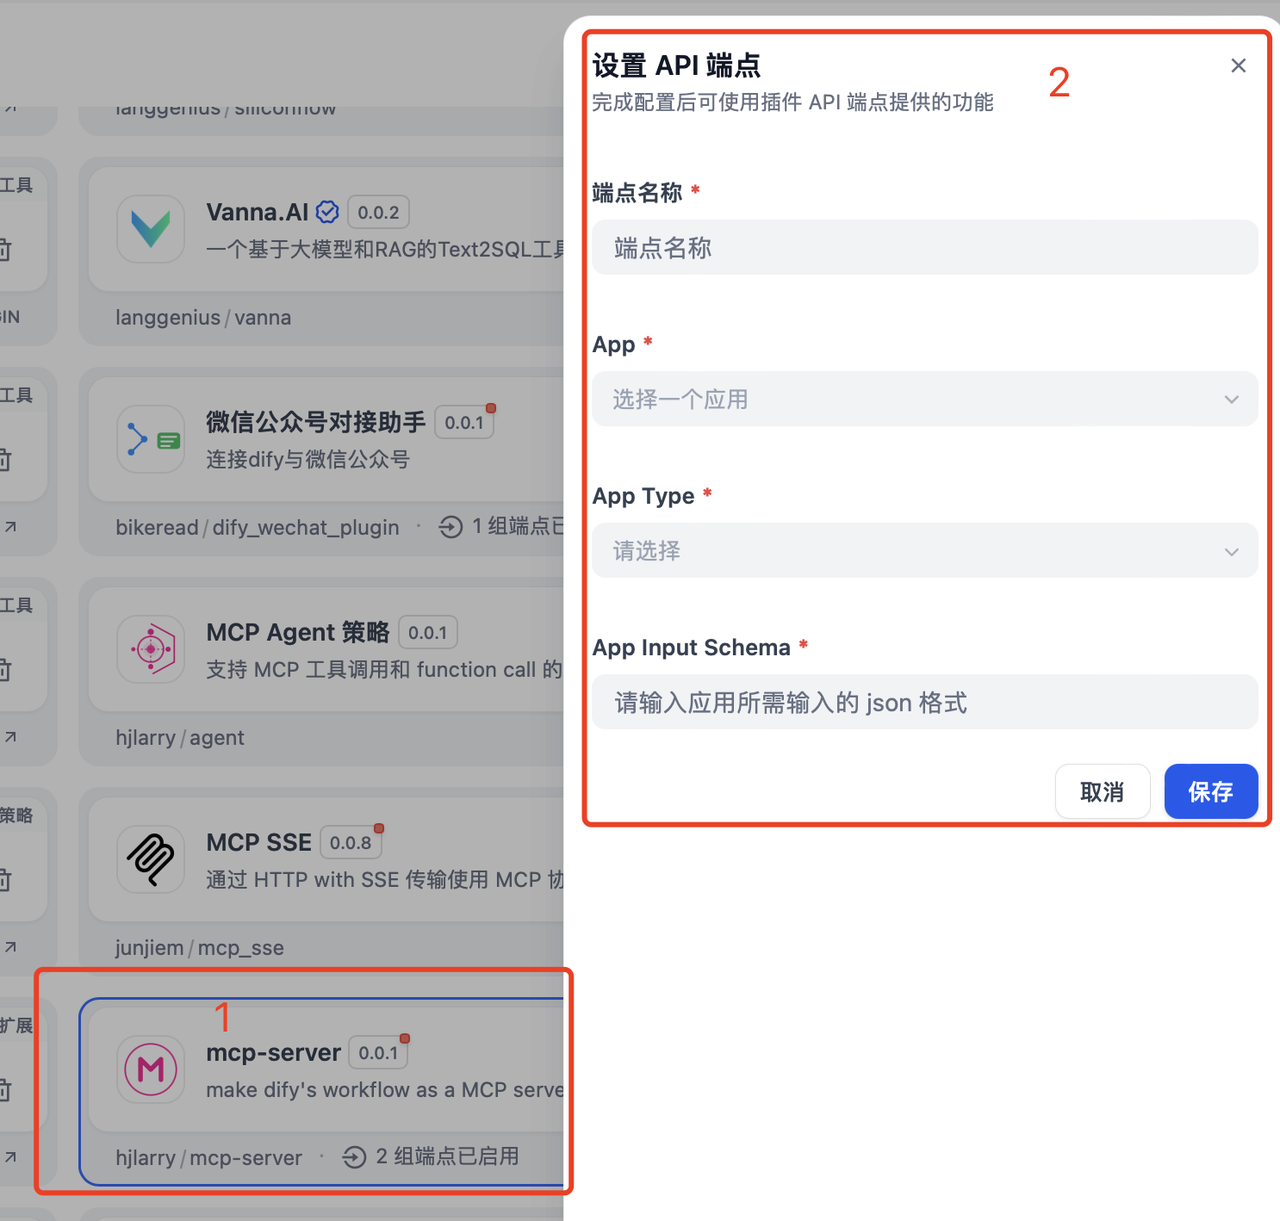 langgenius/siliconflow
工具
Vanna.AI 0.0.2
一个基于大模型和RAG的Text2SQL工具
IN
langgenius/vanna
工具
微信公众号对接助手 0.0.1
连接dify与微信公众号
bikeread/dify_wechat_plugin · 1 组端点已
工具
MCP Agent 策略 0.0.1
支持 MCP 工具调用和 function call 的
hjlarry/agent
策略
MCP SSE 0.0.8
通过 HTTP with SSE 传输使用 MCP 协
junjiem/mcp_sse
1
扩展
mcp-server 0.0.1
make dify's workflow as a MCP serve
hjlarry/mcp-server · 2 组端点已启用
设置 API 端点
2
完成配置后可使用插件 API 端点提供的功能
端点名称 *
端点名称
App *
选择一个应用
App Type *
请选择
App Input Schema *
请输入应用所需输入的 json 格式
取消 保存